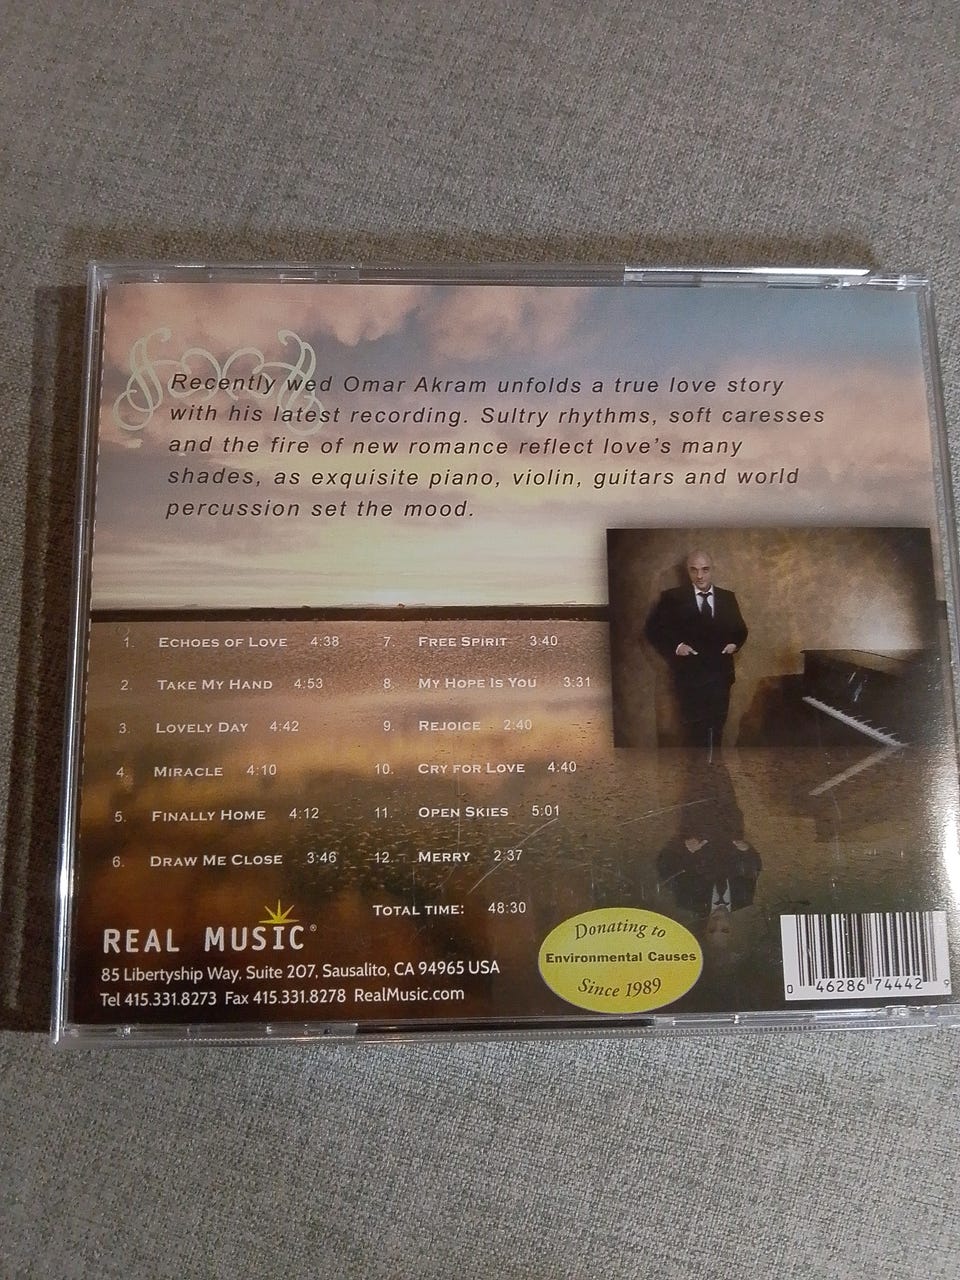 Recently wed Omar Akram unfolds a true love story
with his latest recording. Sultry rhythms, soft caresses
and the fire of new romance reflect love's many
shades, as exquisite piano, violin, guitars and world
percussion set the mood.
1. ECHOES OF LOVE 4:38
2. TAKE MY HAND 4:53
3. LOVELY DAY 4:42
4. MIRACLE 4:10
5. FINALLY HOME 4:12
6. DRAW ME CLOSE 3:46
7. FREE SPIRIT 3:40
8. MY HOPE IS YOU 3:31
9. REJOICE 2:40
10. CRY FOR LOVE 4:40
11. OPEN SKIES 5:01
12. MERRY 2:37
TOTAL TIME: 48:30
REAL MUSIC®
85 Libertyship Way, Suite 207, Sausalito, CA 94965 USA
Tel 415.331.8273 Fax 415.331.8278 RealMusic.com
Donating to
Environmental Causes
Since 1989
0 46286 74442 9